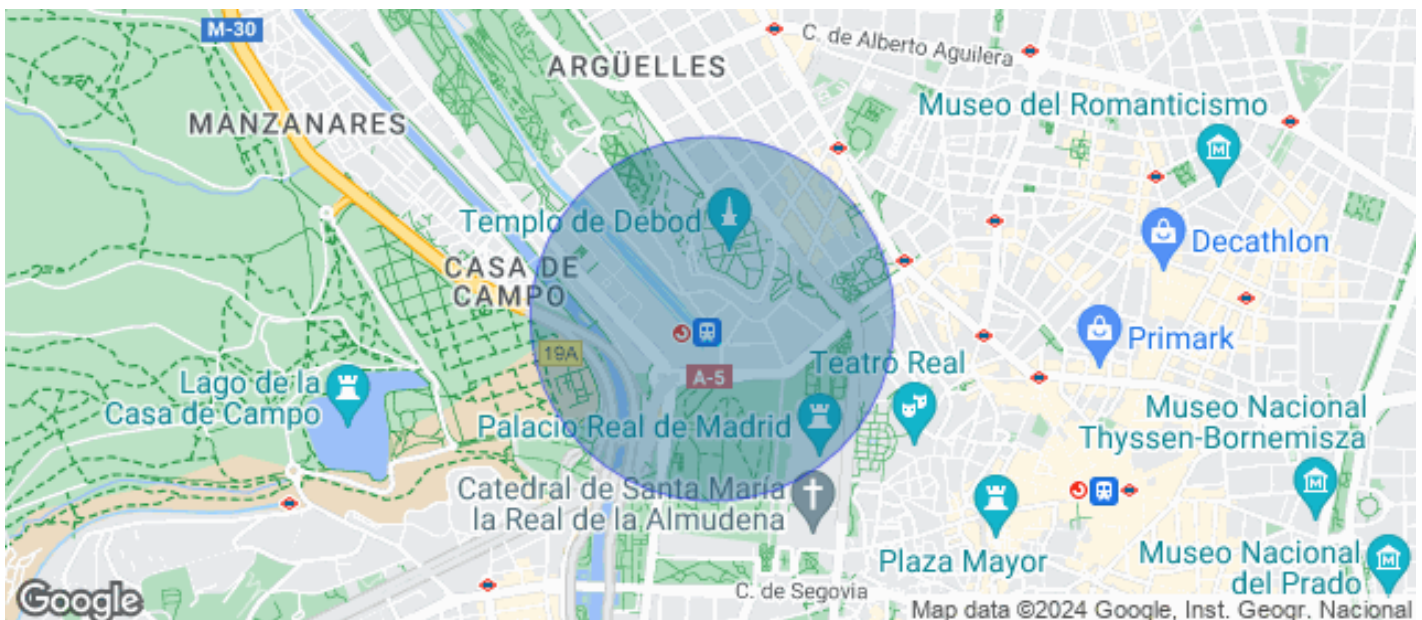 M-30
ARGÜELLES
C. de Alberto Aguilera
Museo del Romanticismo
MANZANARES
Templo de Debod
Decathlon
CASA DE
CAMPO
Primark
19A
Teatro Real
A-5
Lago de la
Casa de Campo
Palacio Real de Madrid
Museo Nacional
Thyssen-Bornemisza
Catedral de Santa María
la Real de la Almudena
Plaza Mayor
Museo Nacional
del Prado
C. de Segovia
Google
Map data ©2024 Google, Inst. Geogr. Nacional